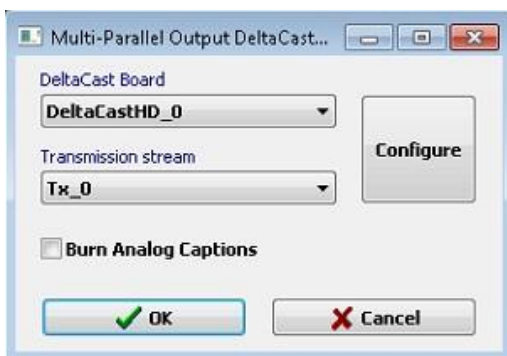 Multi-Parallel Output DeltaCast...
DeltaCast Board
DeltaCastHD_0
Configure
Transmission stream
Tx_0
Burn Analog Captions
OK
Cancel